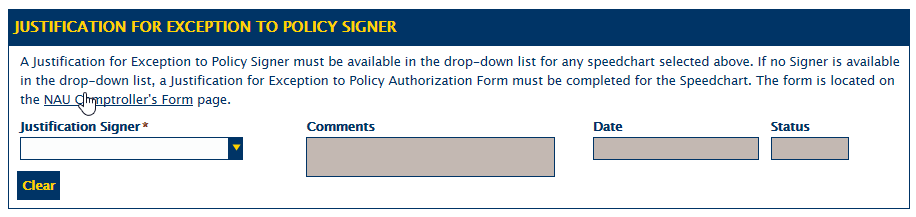 JUSTIFICATION FOR EXCEPTION TO POLICY SIGNER
A Justification for Exception to Policy Signer must be available in the drop-down list for any speedchart selected above. If no Signer is available
in the drop-down list, a Justification for Exception to Policy Authorization Form must be completed for the Speedchart. The form is located on
the NAU Comptroller's Form page.
Justification Signer* Comments Date Status
Clear